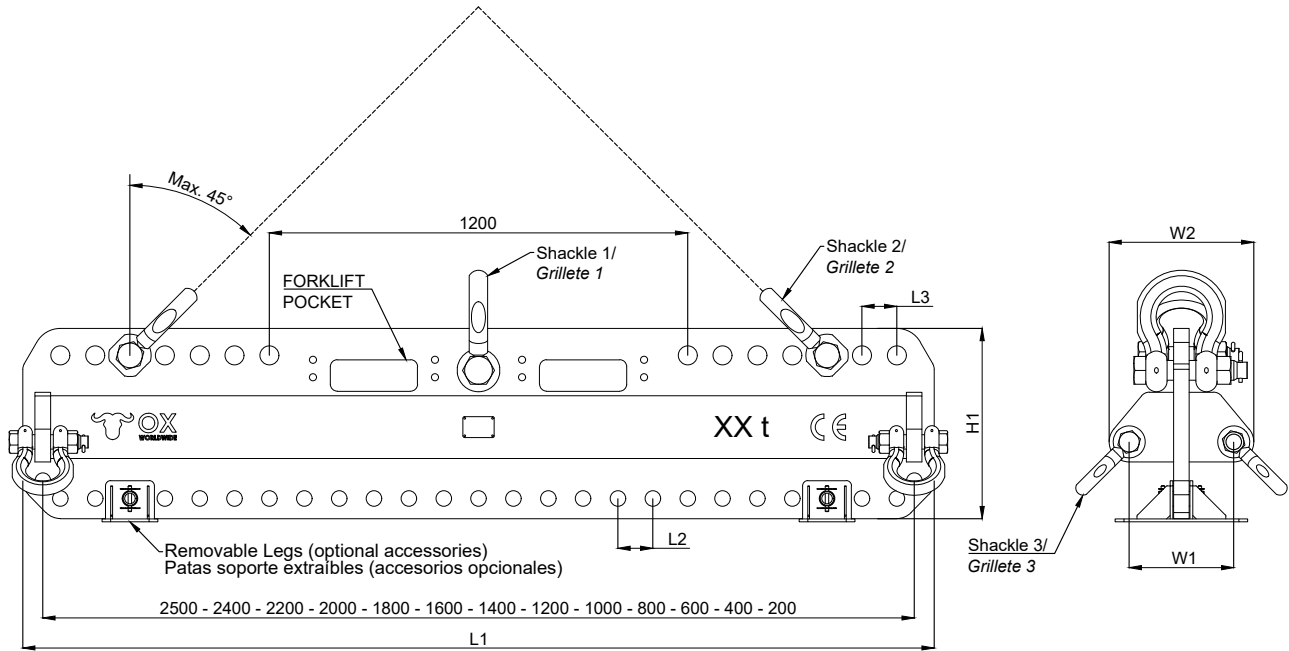 Max. 45°
1200
Shackle 1/
Grillete 1
Shackle 2/
Grillete 2
W2
FORKLIFT
POCKET
L3
OX
WORLDWIDE
XX t
CE
H1
L2
Removable Legs (optional accessories)
Patas soporte extraíbles (accesorios opcionales)
Shackle 3/
Grillete 3
W1
2500 - 2400 - 2200 - 2000 - 1800 - 1600 - 1400 - 1200 - 1000 - 800 - 600 - 400 - 200
L1